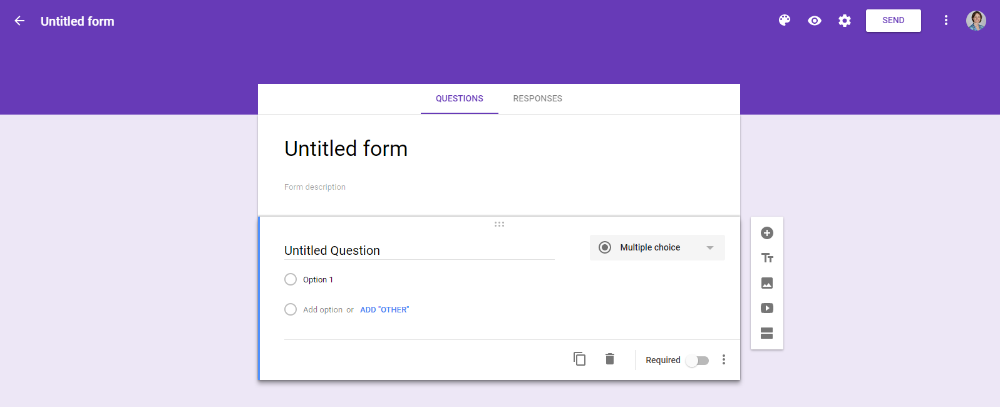 Untitled form
SEND
QUESTIONS RESPONSES
Untitled form
Form description
Untitled Question
Multiple choice
Option 1
Add option or ADD "OTHER"
Required